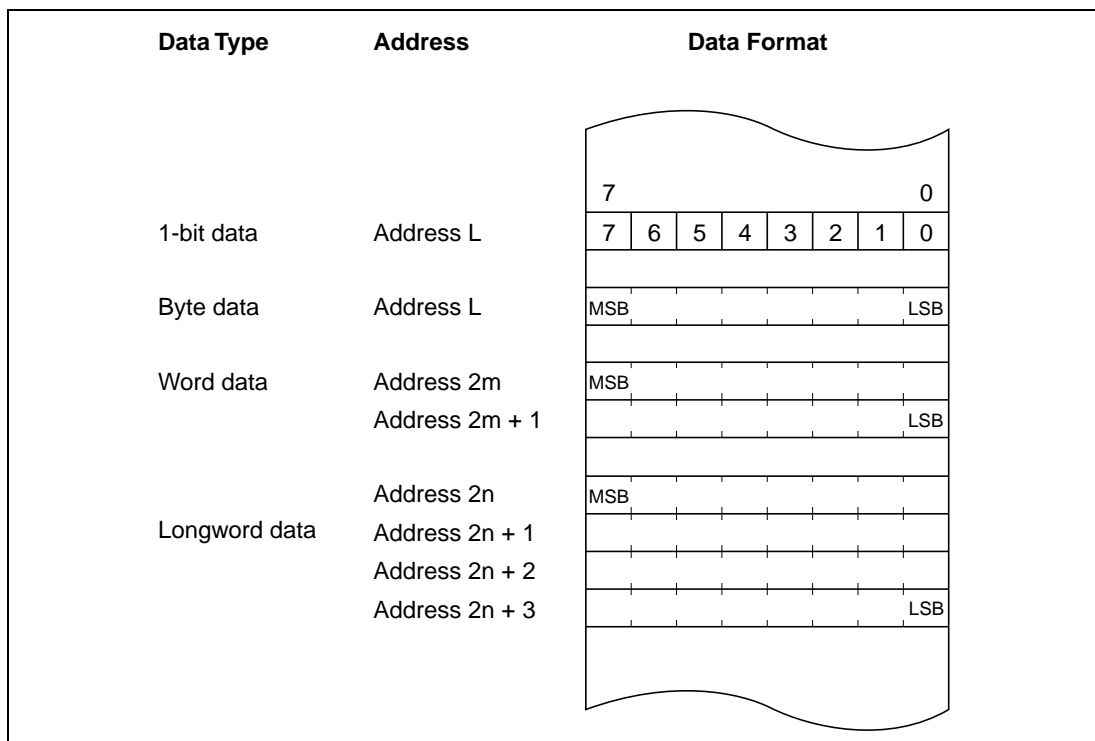 Data Type Address Data Format
7 0
1-bit data Address L 7 6 5 4 3 2 1 0
Byte data Address L MSB LSB
Word data Address 2m MSB
Address 2m + 1 LSB
Address 2n MSB
Longword data Address 2n + 1
Address 2n + 2
Address 2n + 3 LSB